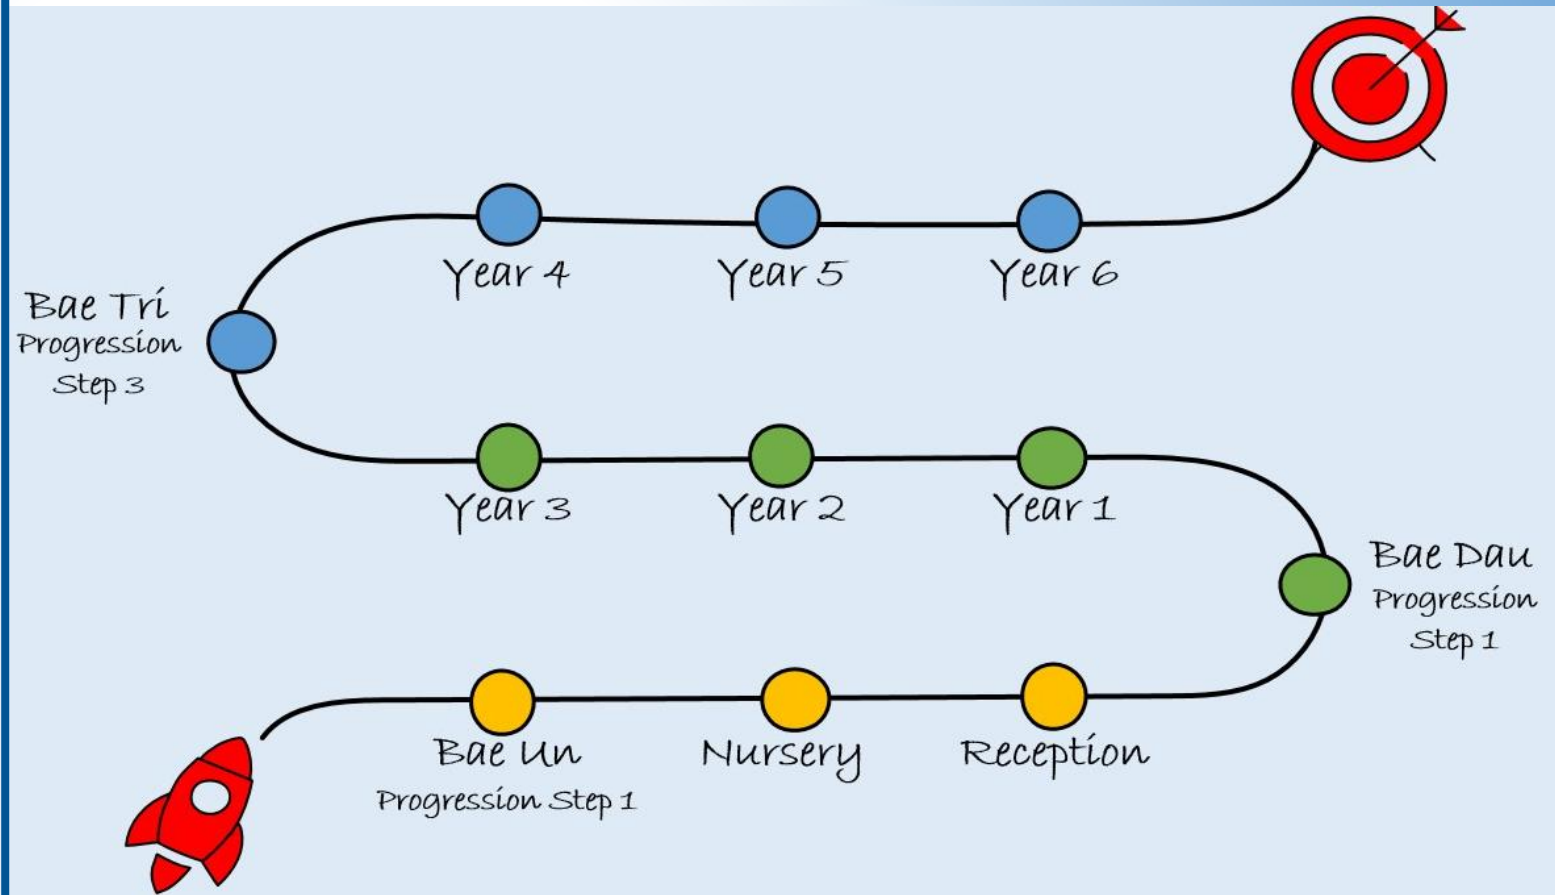 Year 4
Year 5
Year 6
Bae Tri
Progression
Step 3
Year 3
Year 2
Year 1
Bae Dau
Progression
Step 1
Bae Un
Progression Step 1
Nursery
Reception